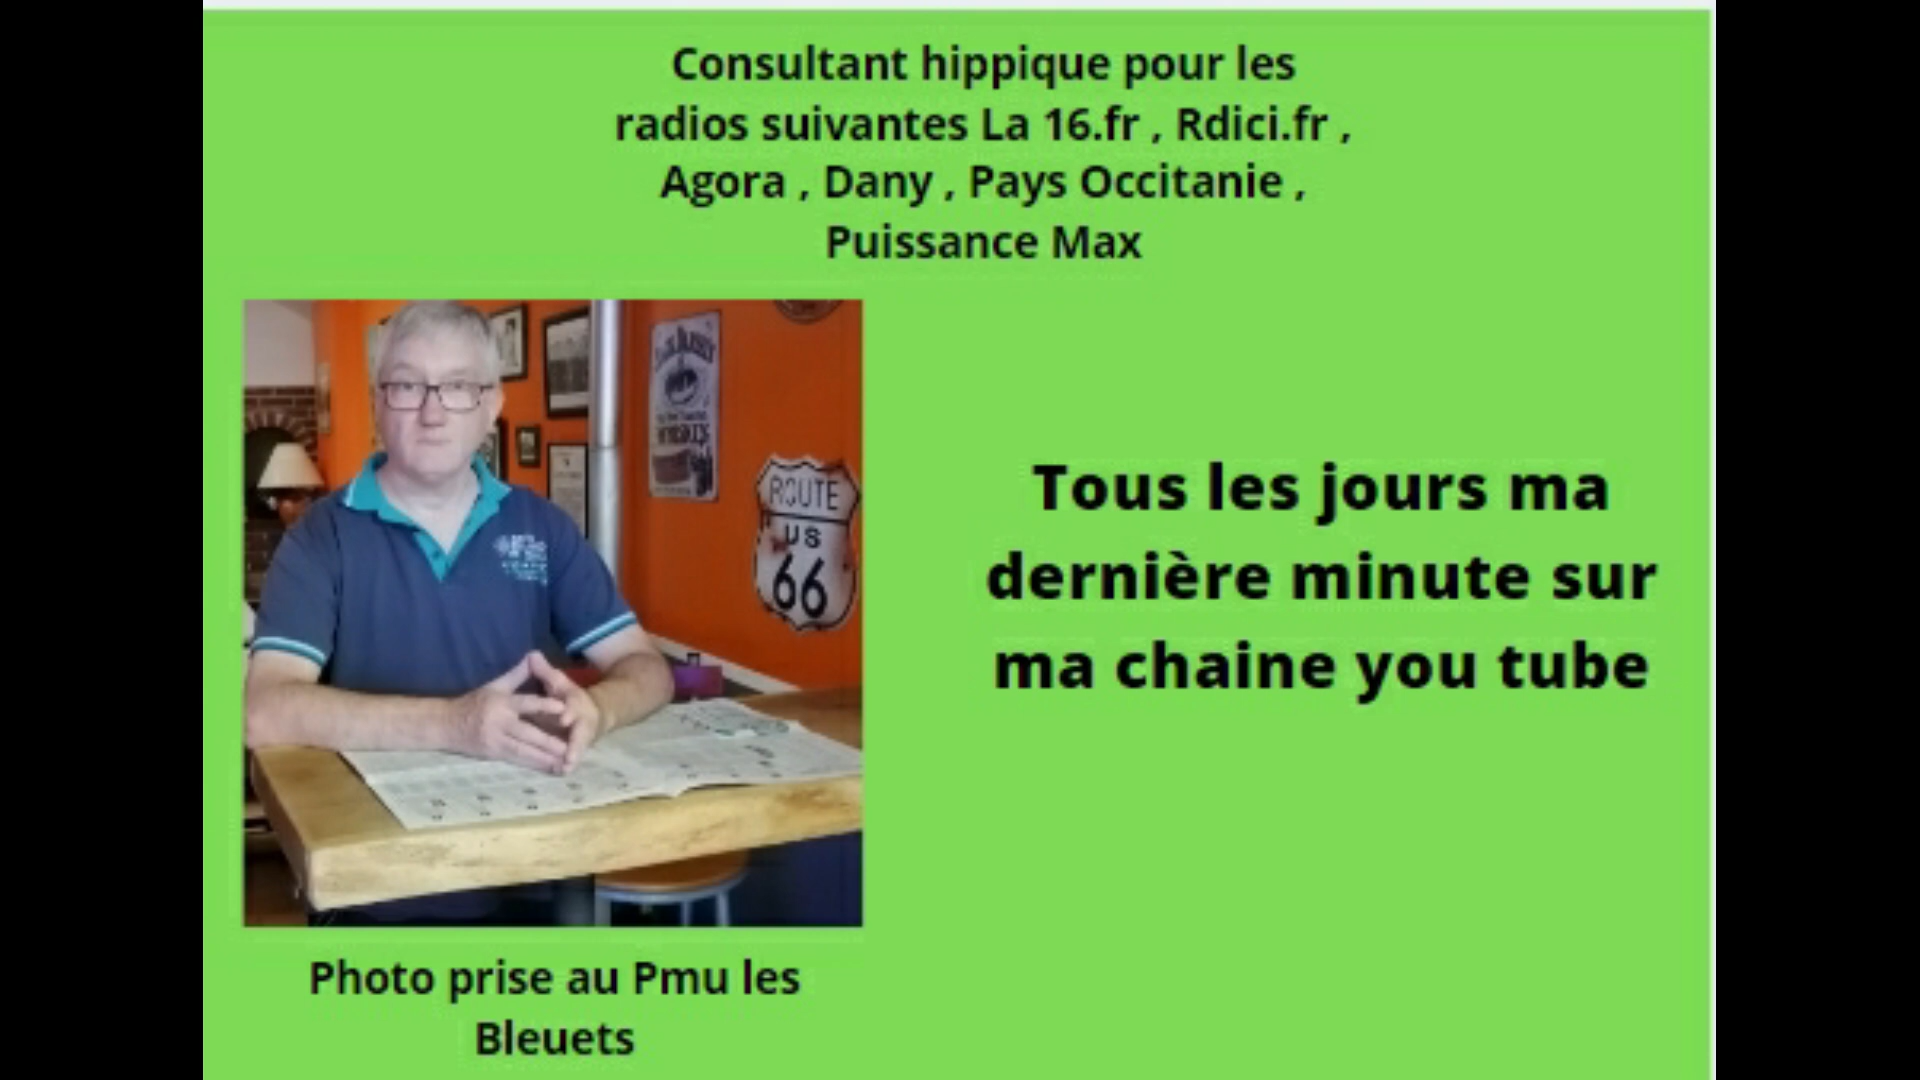 Consultant hippique pour les
radios suivantes La 16.fr , Rdici.fr ,
Agora , Dany , Pays Occitanie ,
Puissance Max
ROUTE
US
66
Tous les jours ma
dernière minute sur
ma chaine you tube
Photo prise au Pmu les
Bleuets